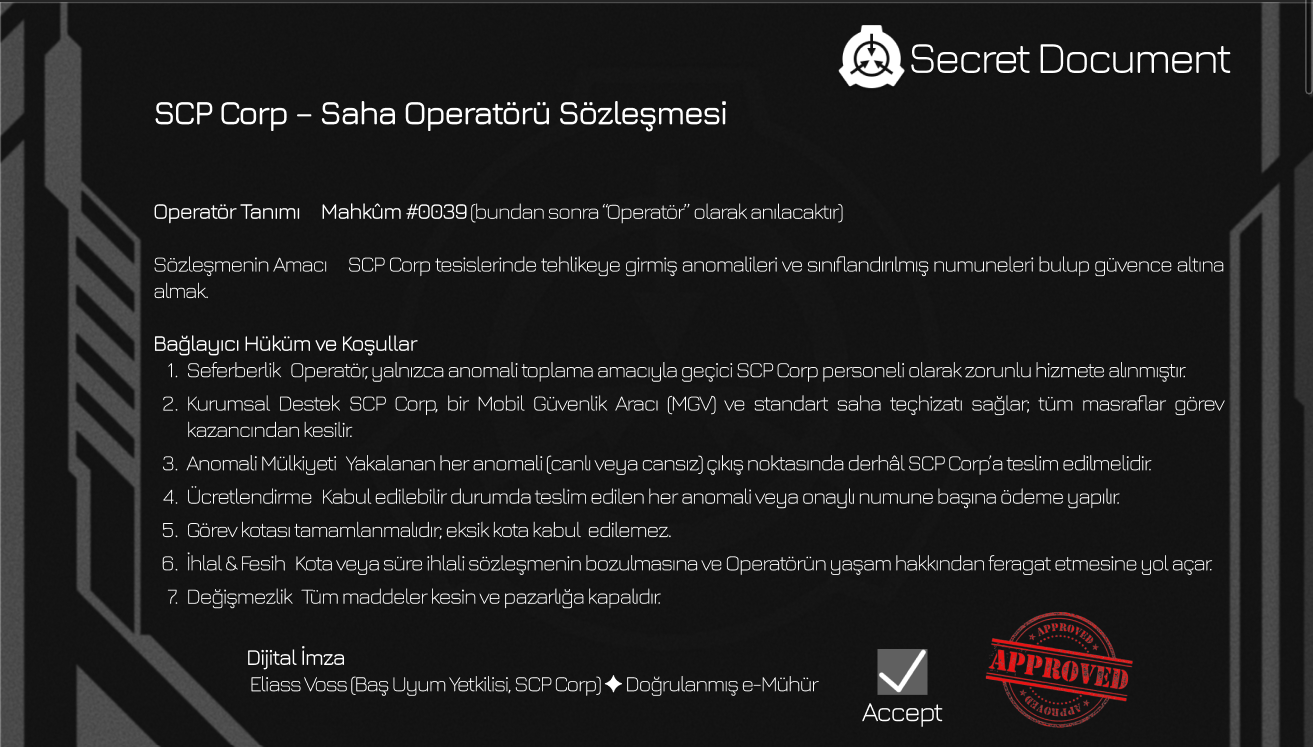 Secret Document
SCP Corp – Saha Operatörü Sözleşmesi
Operatör Tanımı Mahkûm #0039 (bundan sonra “Operatör” olarak anılacaktır)
Sözleşmenin Amacı SCP Corp tesislerinde tehlikeye girmiş anomalileri ve sınıflandırılmış numuneleri bulup güvence altına
almak.
Bağlayıcı Hüküm ve Koşullar
1. Seferberlik Operatör, yalnızca anomali toplama amacıyla geçici SCP Corp personeli olarak zorunlu hizmete alınmıştır.
2. Kurumsal Destek SCP Corp, bir Mobil Güvenlik Aracı (MGV) ve standart saha teçhizatı sağlar; tüm masraflar görev
kazancından kesilir.
3. Anomali Mülkiyeti Yakalanan her anomali (canlı veya cansız) çıkış noktasında derhâl SCP Corp’a teslim edilmelidir.
4. Ücretlendirme Kabul edilebilir durumda teslim edilen her anomali veya onaylı numune başına ödeme yapılır.
5. Görev kotası tamamlanmalıdır; eksik kota kabul edilemez.
6. İhlal & Fesih Kota veya süre ihlali sözleşmenin bozulmasına ve Operatörün yaşam hakkından feragat etmesine yol açar.
7. Değişmezlik Tüm maddeler kesin ve pazarlığa kapalıdır.
Dijital İmza
Eliass Voss (Baş Uyum Yetkilisi, SCP Corp) ✦ Doğrulanmış e-Mühür
Accept
APPROVED
APPROVED
APPROVED